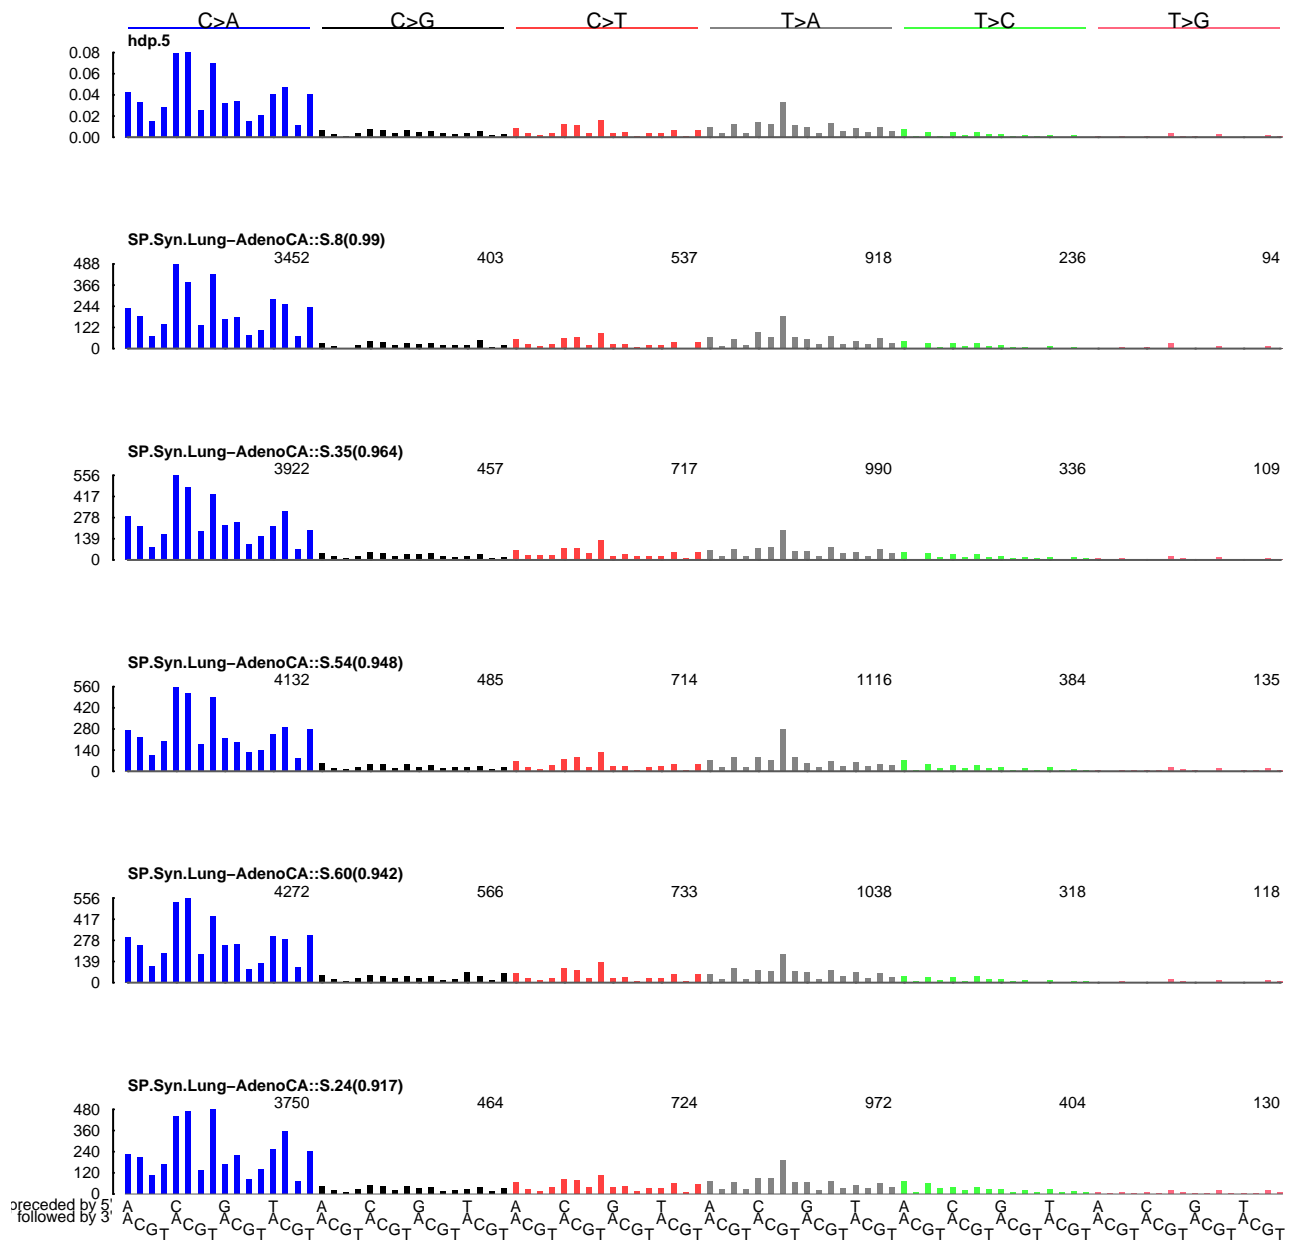 C>A C>G C>T T>A T>C T>G
hdp.5
0.08
0.06
0.04
0.02
0.00
SP.Syn.Lung−AdenoCA::S.8(0.99)
3452 403 537 918 236 94
488
366
244
122
0
SP.Syn.Lung−AdenoCA::S.35(0.964)
3922 457 717 990 336 109
556
417
278
139
0
SP.Syn.Lung−AdenoCA::S.54(0.948)
4132 485 714 1116 384 135
560
420
280
140
0
SP.Syn.Lung−AdenoCA::S.60(0.942)
4272 566 733 1038 318 118
556
417
278
139
0
SP.Syn.Lung−AdenoCA::S.24(0.917)
3750 464 724 972 404 130
480
360
240
120
0
preceded by 5' A C G T A C G T A C G T A C G T A C G T A C G T
followed by 3' A C G T A C G T A C G T A C G T A C G T A C G T A C G T A C G T A C G T A C G T A C G T A C G T A C G T A C G T A C G T A C G T A C G T A C G T A C G T A C G T A C G T A C G T A C G T A C G T